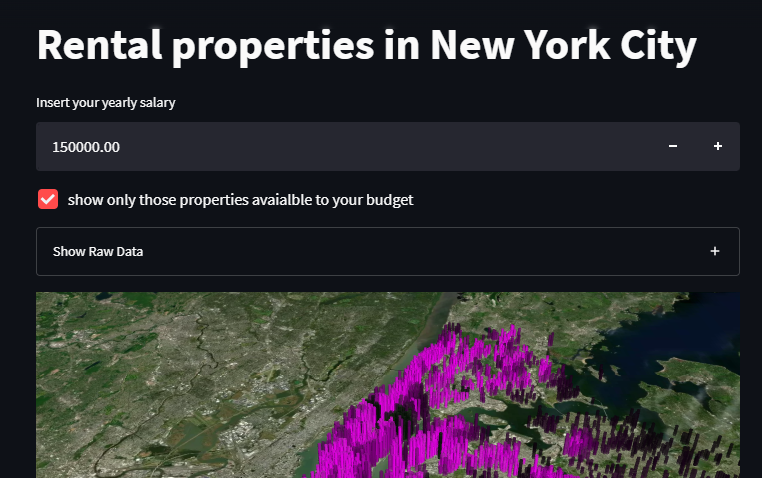 Rental properties in New York City
Insert your yearly salary
150000.00
show only those properties avaialble to your budget
Show Raw Data